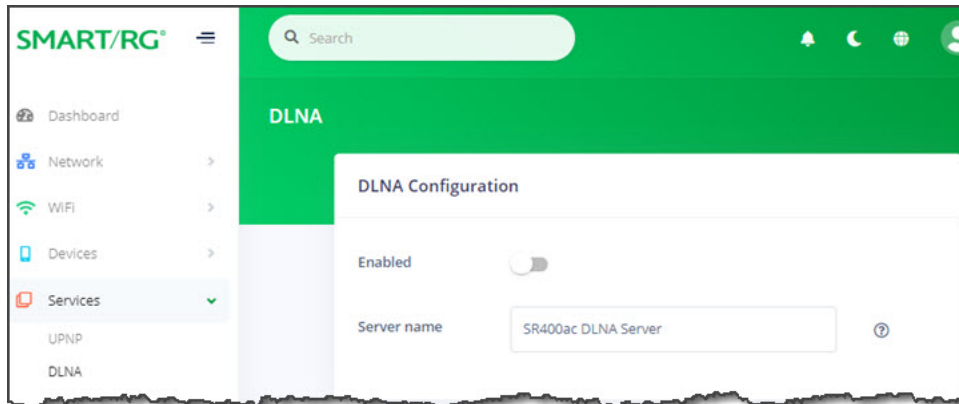 SMART/RG®
Search
DLNA
Dashboard
Network
WiFi
Devices
Services
UPNP
DLNA
DLNA Configuration
Enabled
Server name
SR400ac DLNA Server